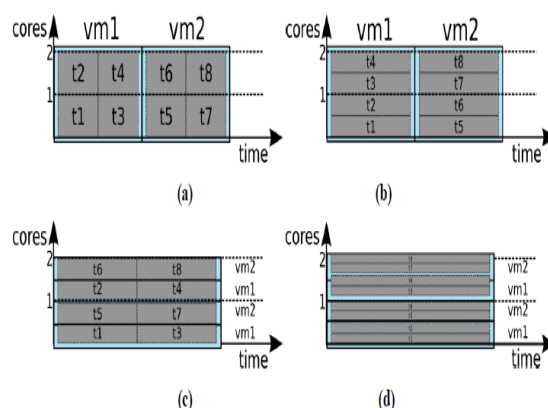 cores vm1 vm2
2 t2 t4 t6 t8
1 t1 t3 t5 t7
time
(a)
cores vm1 vm2
2 t4 t8
t3 t7
1 t2 t6
t1 t5
time
(b)
cores
2 t6 t8 vm2
t2 t4 vm1
1 t5 t7 vm2
t1 t3 vm1
time
(c)
cores
2 vm2
vm1
1 vm2
vm1
time
(d)